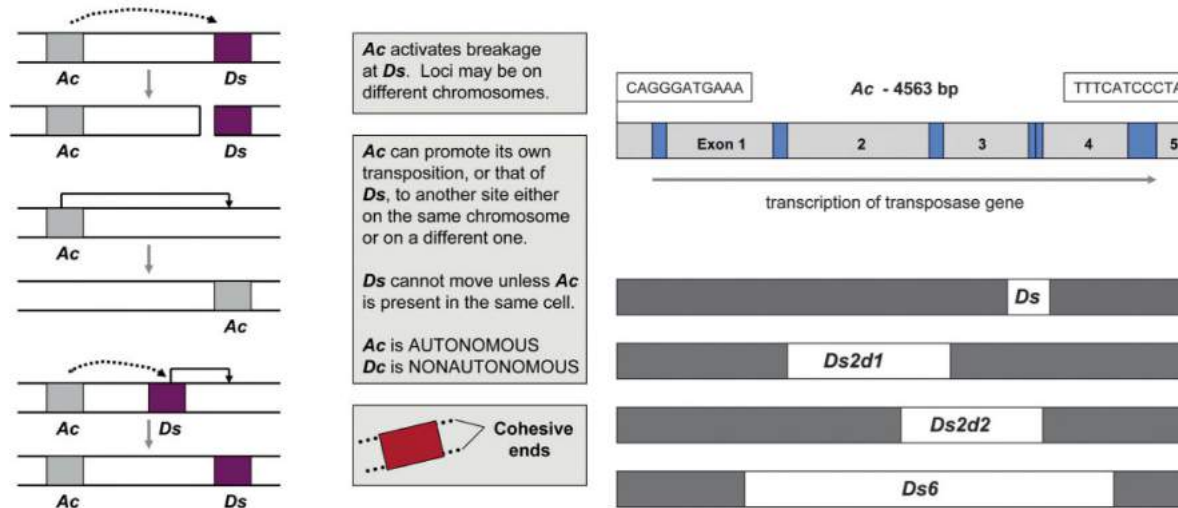 Ac Ds
Ac Ds
Ac
Ac
Ac Ds
Ac Ds
Ac activates breakage
at Ds. Loci may be on
different chromosomes.
Ac can promote its own
transposition, or that of
Ds, to another site either
on the same chromosome
or on a different one.
Ds cannot move unless Ac
is present in the same cell.
Ac is AUTONOMOUS
Dc is NONAUTONOMOUS
Cohesive
ends
CAGGGATGAAA Ac - 4563 bp TTTCATCCCTA
Exon 1 2 3 4 5
transcription of transposase gene
Ds
Ds2d1
Ds2d2
Ds6